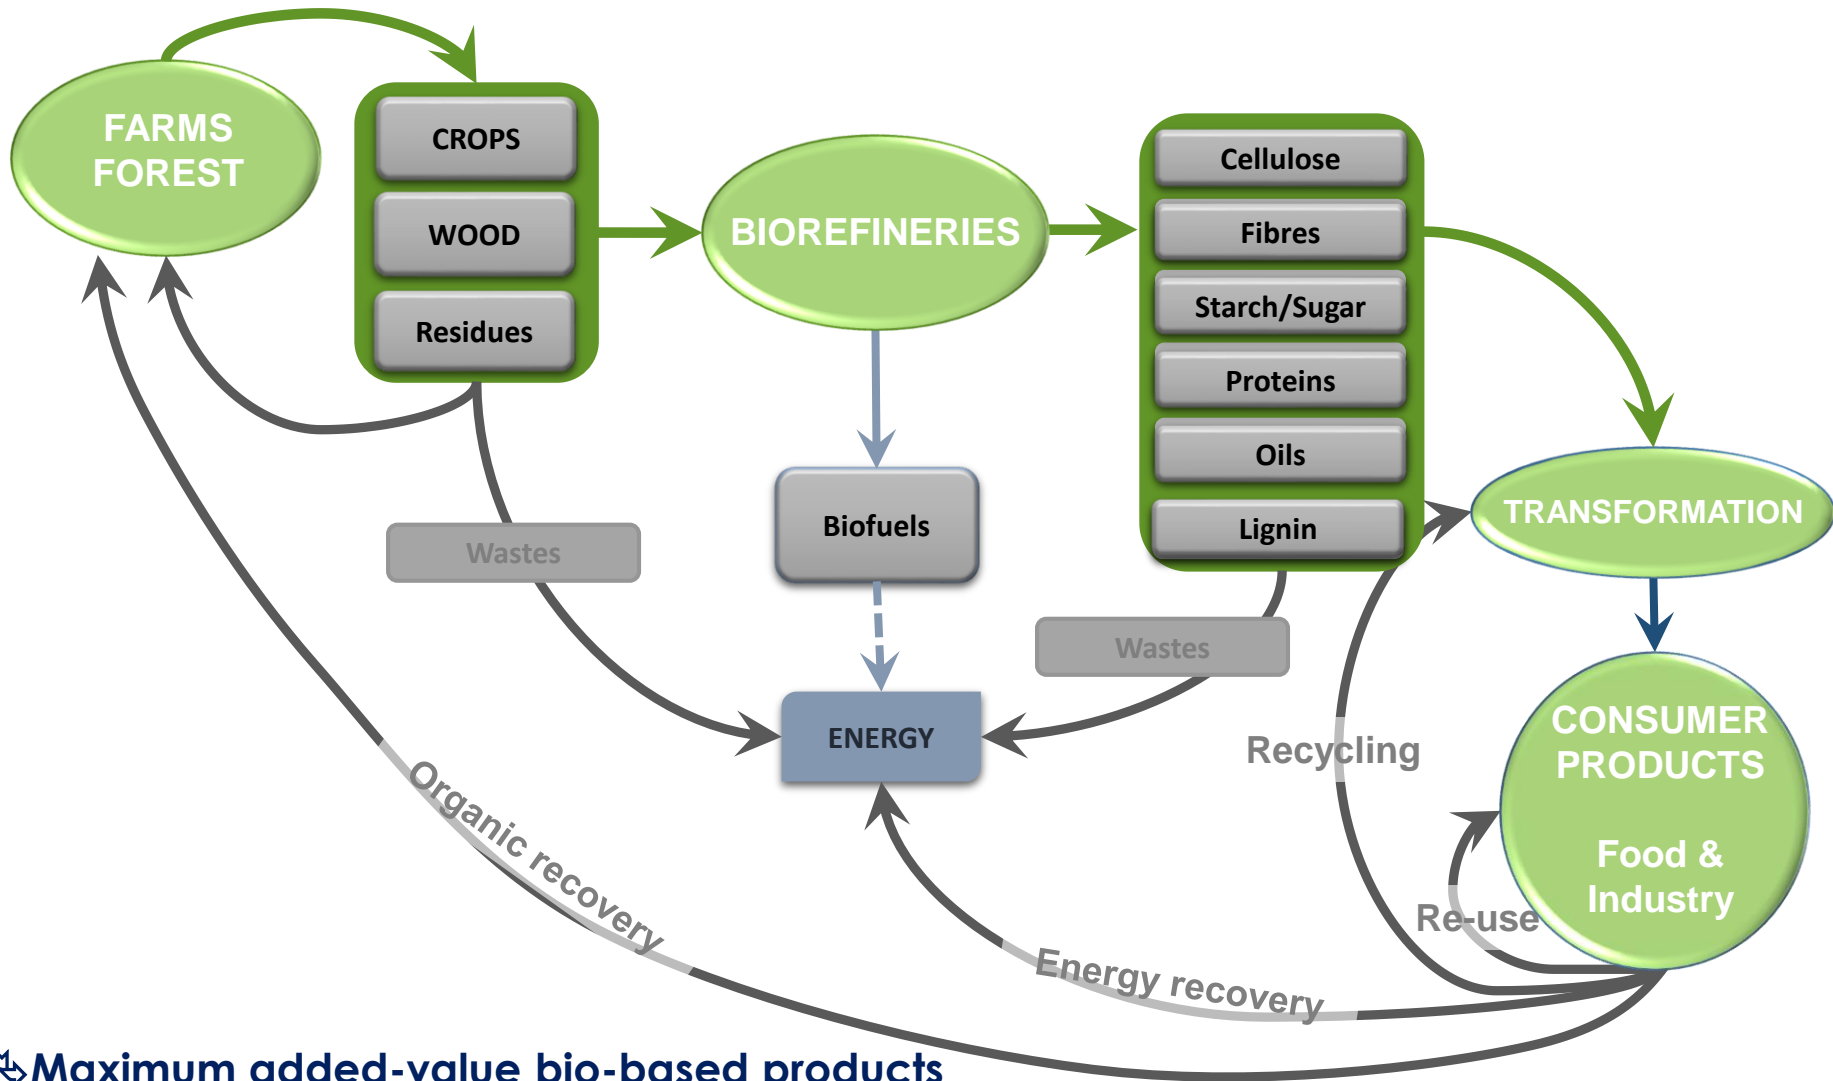 FARMS
FOREST
CROPS
WOOD
Residues
BIOREFINERIES
Cellulose
Fibres
Starch/Sugar
Proteins
Oils
Lignin
TRANSFORMATION
Biofuels
Wastes
Wastes
ENERGY
Recycling
CONSUMER
PRODUCTS
Food &
Industry
Re-use
Organic recovery
Energy recovery
Maximum added-value bio-based products